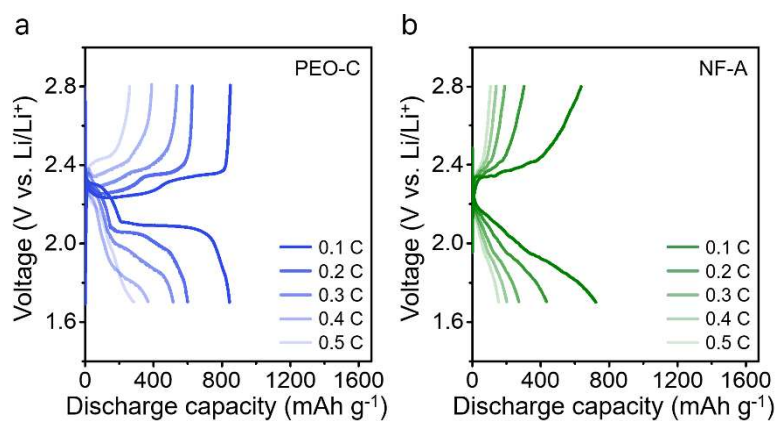 a
PEO-C
Voltage (V vs. Li/Li⁺)
2.8
2.4
2.0
1.6
0.1 C
0.2 C
0.3 C
0.4 C
0.5 C
0 400 800 1200 1600
Discharge capacity (mAh g⁻¹)
b
NF-A
Voltage (V vs. Li/Li⁺)
2.8
2.4
2.0
1.6
0.1 C
0.2 C
0.3 C
0.4 C
0.5 C
0 400 800 1200 1600
Discharge capacity (mAh g⁻¹)